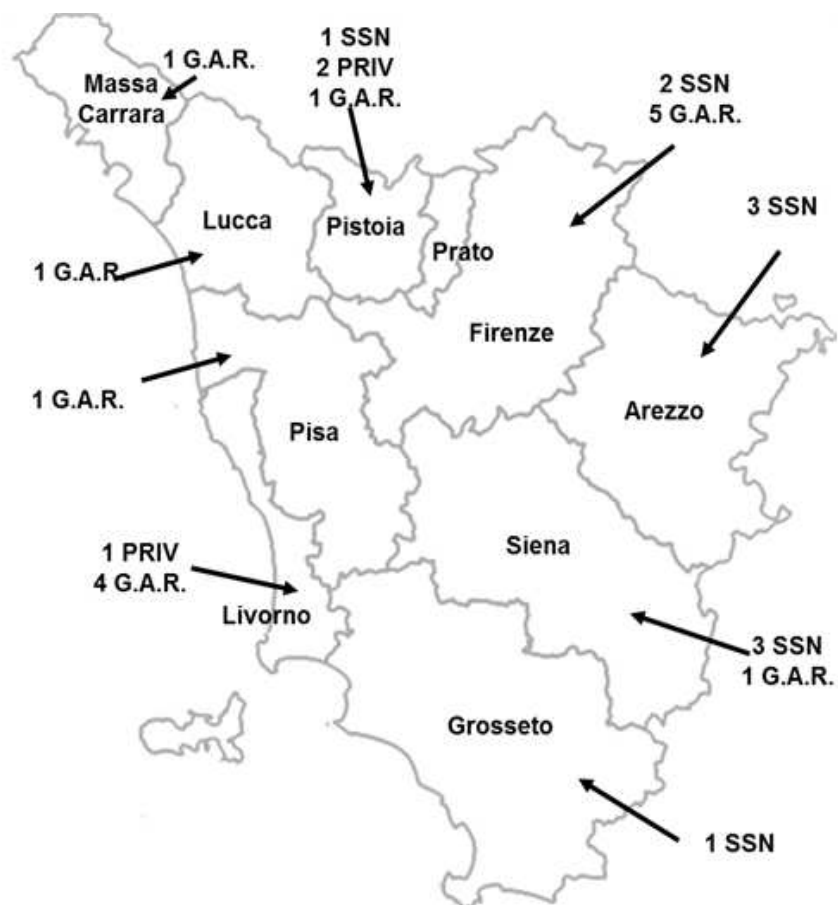 1 G.A.R.
Massa
Carrara
1 SSN
2 PRIV
1 G.A.R.
2 SSN
5 G.A.R.
3 SSN
Lucca
Pistoia
Prato
1 G.A.R.
Firenze
1 G.A.R.
Arezzo
Pisa
Siena
1 PRIV
4 G.A.R.
Livorno
3 SSN
1 G.A.R.
Grosseto
1 SSN